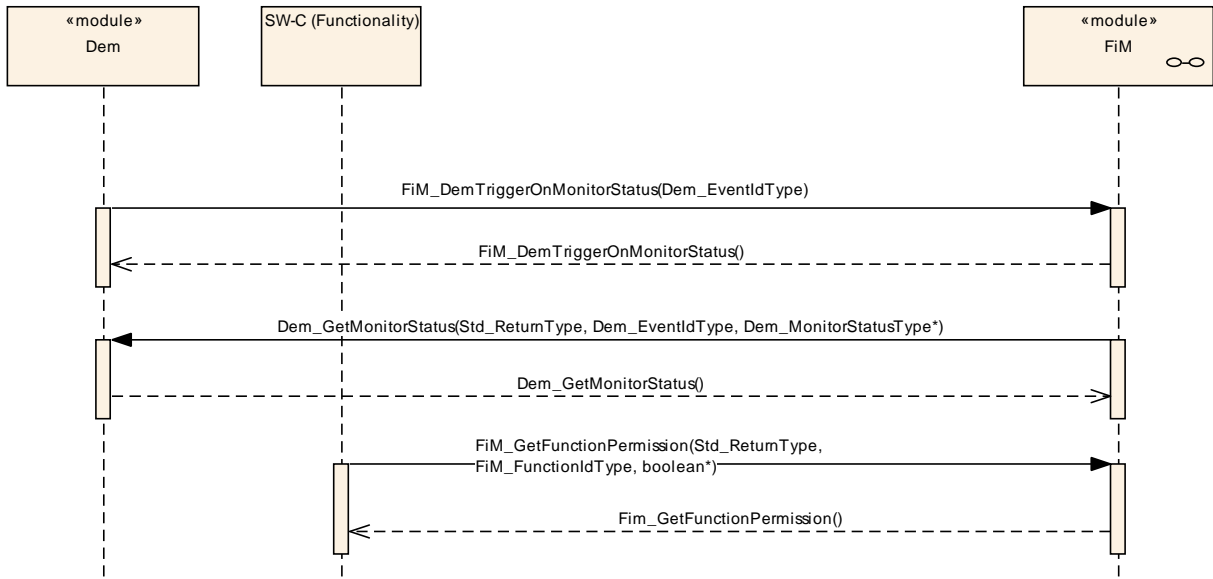 «module»
Dem
SW-C (Functionality)
«module»
FiM
FiM_DemTriggerOnMonitorStatus(Dem_EventIdType)
FiM_DemTriggerOnMonitorStatus()
Dem_GetMonitorStatus(Std_ReturnType, Dem_EventIdType, Dem_MonitorStatusType*)
Dem_GetMonitorStatus()
FiM_GetFunctionPermission(Std_ReturnType,
FiM_FunctionIdType, boolean*)
Fim_GetFunctionPermission()